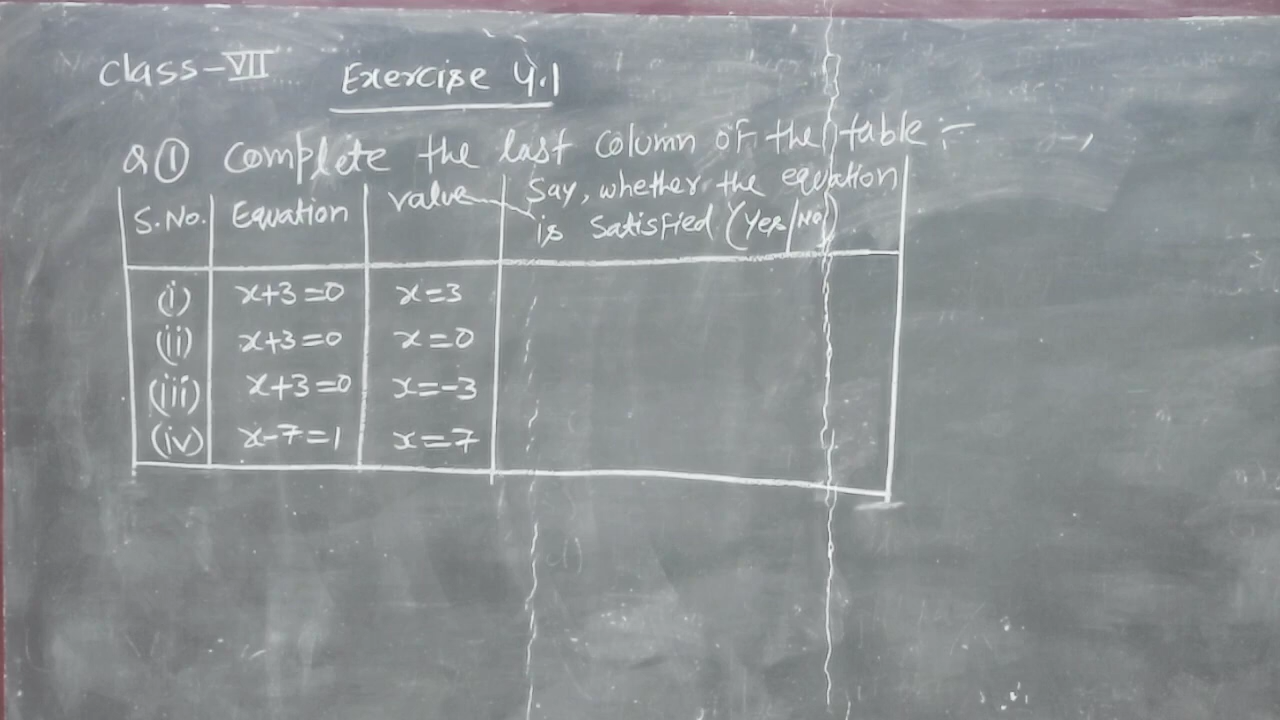 Class-VII Exercise 4.1
Q① Complete the last column of the table:-
S.No. Equation value Say, whether the equation
is Satisfied (Yes/No)
(i) x+3=0 x=3
(ii) x+3=0 x=0
(iii) x+3=0 x=-3
(iv) x-7=1 x=7